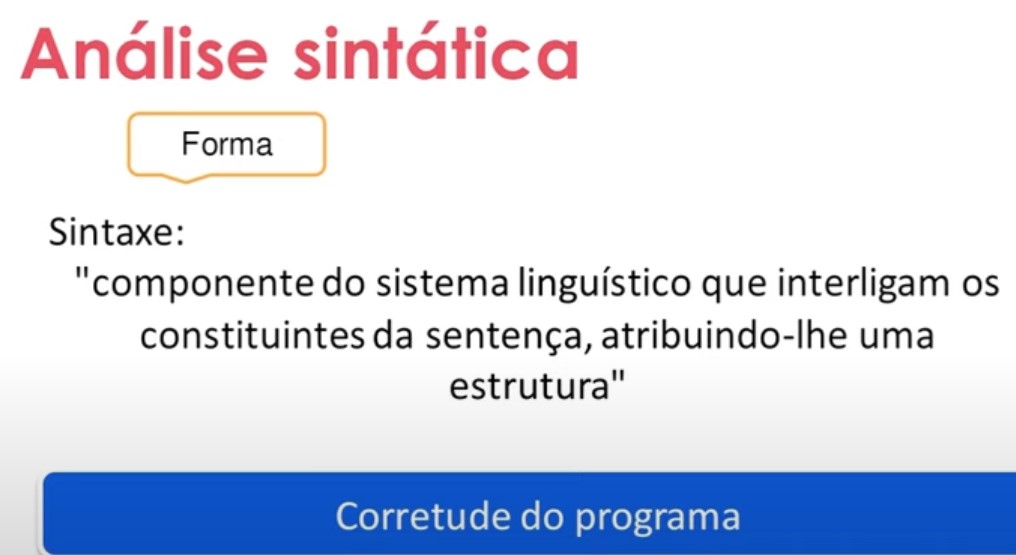 Análise sintática
Forma
Sintaxe:
"componente do sistema linguístico que interligam os
constituintes da sentença, atribuindo-lhe uma
estrutura"
Corretude do programa